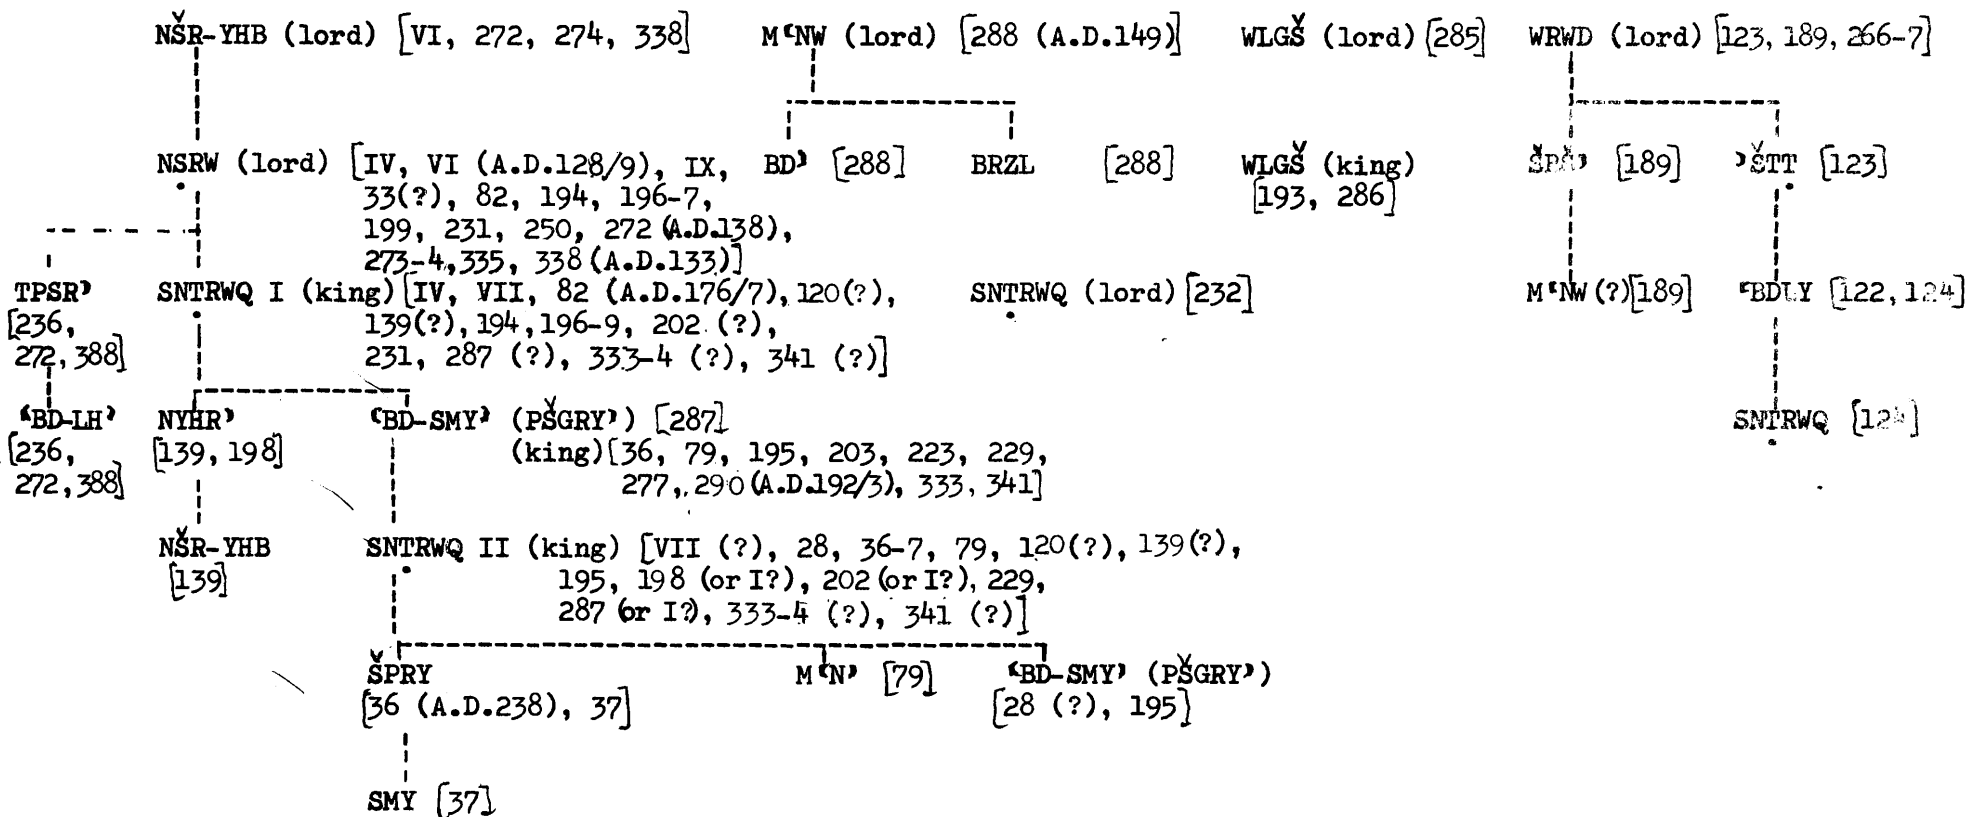 NŠR-YHB (lord) [VI, 272, 274, 338] MʿNW (lord) [288 (A.D.149)] WLGŠ (lord) [285] WRWD (lord) [123, 189, 266-7]
NṢRW (lord) [IV, VI (A.D.128/9), IX, BDʾ [288] BRZL [288] WLGŠ (king) [189] ʾŠṬṬ [123]
33(?), 82, 194, 196-7, [193, 286]
199, 231, 250, 272 (A.D.138),
273-4, 335, 338 (A.D.133)]
TPSRʾ SNṬRWQ I (king) [IV, VII, 82 (A.D.176/7), 120(?), SNṬRWQ (lord) [232] MʿNW (?) [189] ʿBDLY [122, 124]
[236, 139(?), 194, 196-9, 202 (?),
272, 388] 231, 287 (?), 333-4 (?), 341 (?)]
ʿBD-LHʾ NYHRʾ ʿBD-SMYʾ (PŠGRYʾ) [287] SNṬRWQ
[236, [139, 198] (king) [36, 79, 195, 203, 223, 229,
272, 388] 277, 290 (A.D.192/3), 333, 341]
NŠR-YHB SNṬRWQ II (king) [VII (?), 28, 36-7, 79, 120(?), 139(?),
[139] 195, 198 (or I?), 202 (or I?), 229,
287 (or I?), 333-4 (?), 341 (?)]
ŠPRY MʿNʾ [79] ʿBD-SMYʾ (PŠGRYʾ)
[36 (A.D.238), 37] [28 (?), 195]
SMY [37]